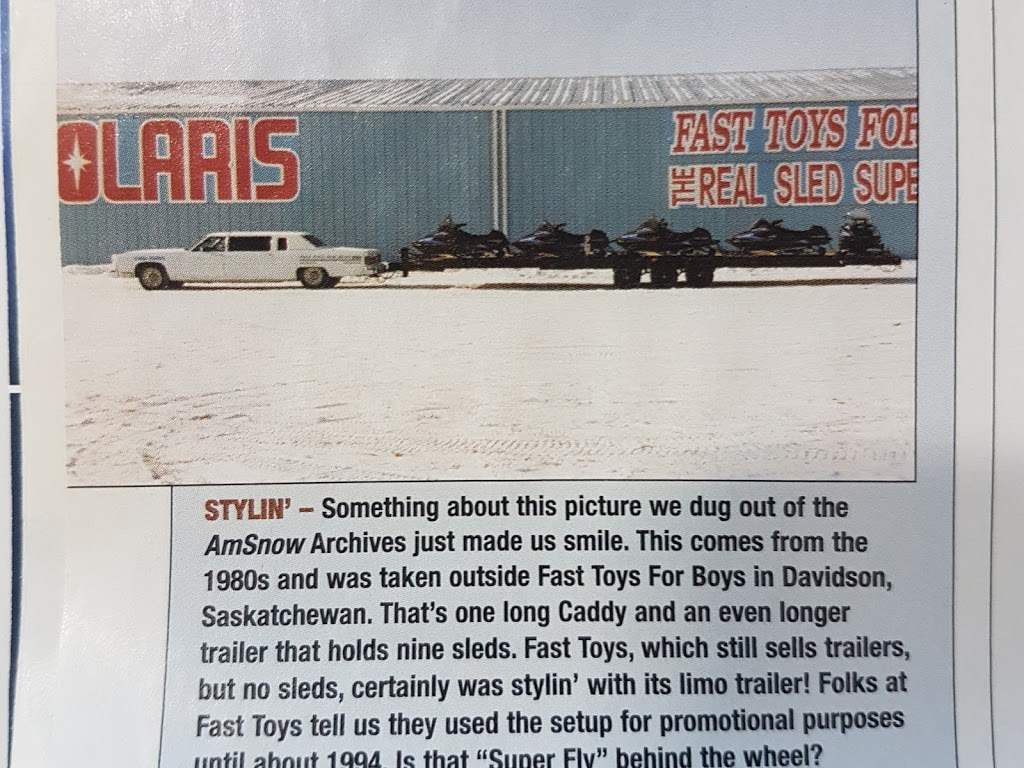 OLARIS
FAST TOYS FOR
THE REAL SLED SUPE
STYLIN' – Something about this picture we dug out of the
AmSnow Archives just made us smile. This comes from the
1980s and was taken outside Fast Toys For Boys in Davidson,
Saskatchewan. That's one long Caddy and an even longer
trailer that holds nine sleds. Fast Toys, which still sells trailers,
but no sleds, certainly was stylin' with its limo trailer! Folks at
Fast Toys tell us they used the setup for promotional purposes
until about 1994. Is that "Super Fly" behind the wheel?